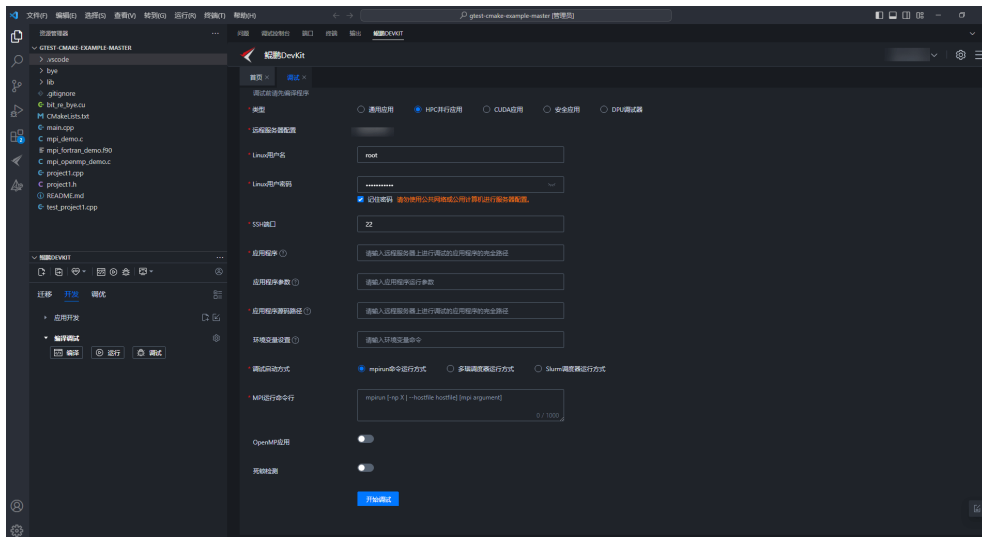 文件(F) 编辑(E) 选择(S) 查看(V) 转到(G) 运行(R) 终端(T) 帮助(H)
gtest-cmake-example-master [管理员]
资源管理器
问题 调试控制台 端口 终端 输出 鲲鹏DEVKIT
GTEST-CMAKE-EXAMPLE-MASTER
.vscode
bye
lib
.gitignore
bit_re_bye.cu
CMakeLists.txt
main.cpp
mpi_demo.c
mpi_fortran_demo.f90
mpi_openmp_demo.c
project1.cpp
project1.h
README.md
test_project1.cpp
鲲鹏DEVKIT
迁移 开发 调优
应用开发
编译调试
编译 运行 调试
鲲鹏DevKit
首页 × 调试 ×
调试前请先编译程序
* 类型 通用应用 HPC并行应用 CUDA应用 安全应用 DPU调试器
* 远程服务器配置
* Linux用户名 root
* Linux用户密码 ••••••••••••
记住密码 请勿使用公共网络或公用计算机进行服务器配置。
* SSH端口 22
* 应用程序 请输入远程服务器上进行调试的应用程序的完全路径
应用程序参数 请输入应用程序运行参数
* 应用程序源码路径 请输入远程服务器上进行调试的应用程序的完全路径
环境变量设置 请输入环境变量命令
* 调试启动方式 mpirun命令运行方式 多瑙调度器运行方式 Slurm调度器运行方式
* MPI运行命令行 mpirun [-np X | --hostfile hostfile] [mpi argument]
0 / 1000
OpenMP应用
死锁检测
开始调试